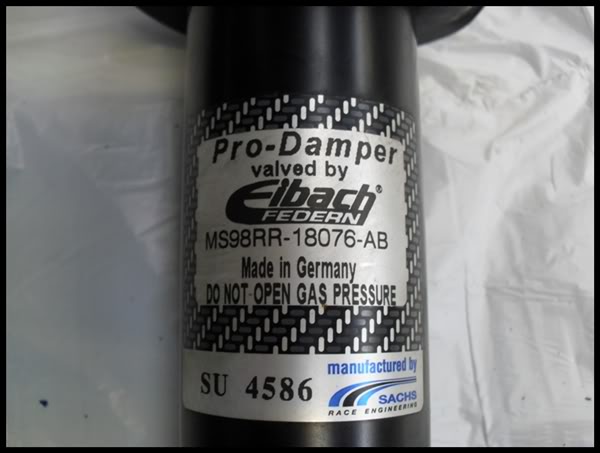 Pro-Damper
valved by
Eibach®
FEDERN
MS98RR-18076-AB
Made in Germany
DO NOT OPEN GAS PRESSURE
SU 4586
manufactured by
SACHS
RACE ENGINEERING